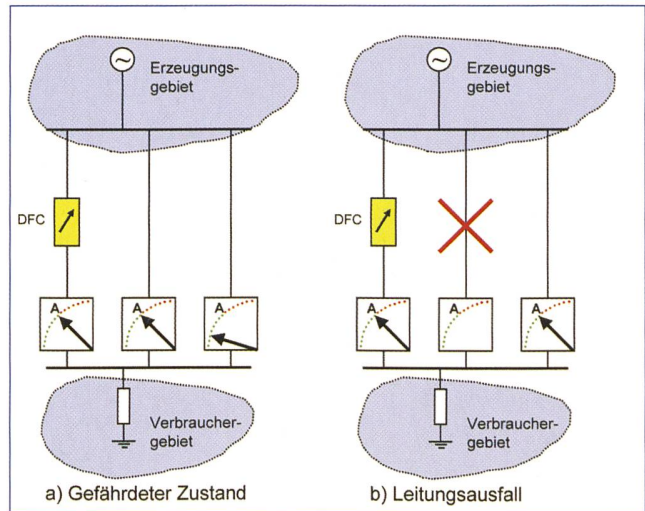 Erzeugungs-
gebiet
DFC
A
A
A
Verbraucher-
gebiet
a) Gefährdeter Zustand
Erzeugungs-
gebiet
DFC
A
A
A
Verbraucher-
gebiet
b) Leitungsausfall